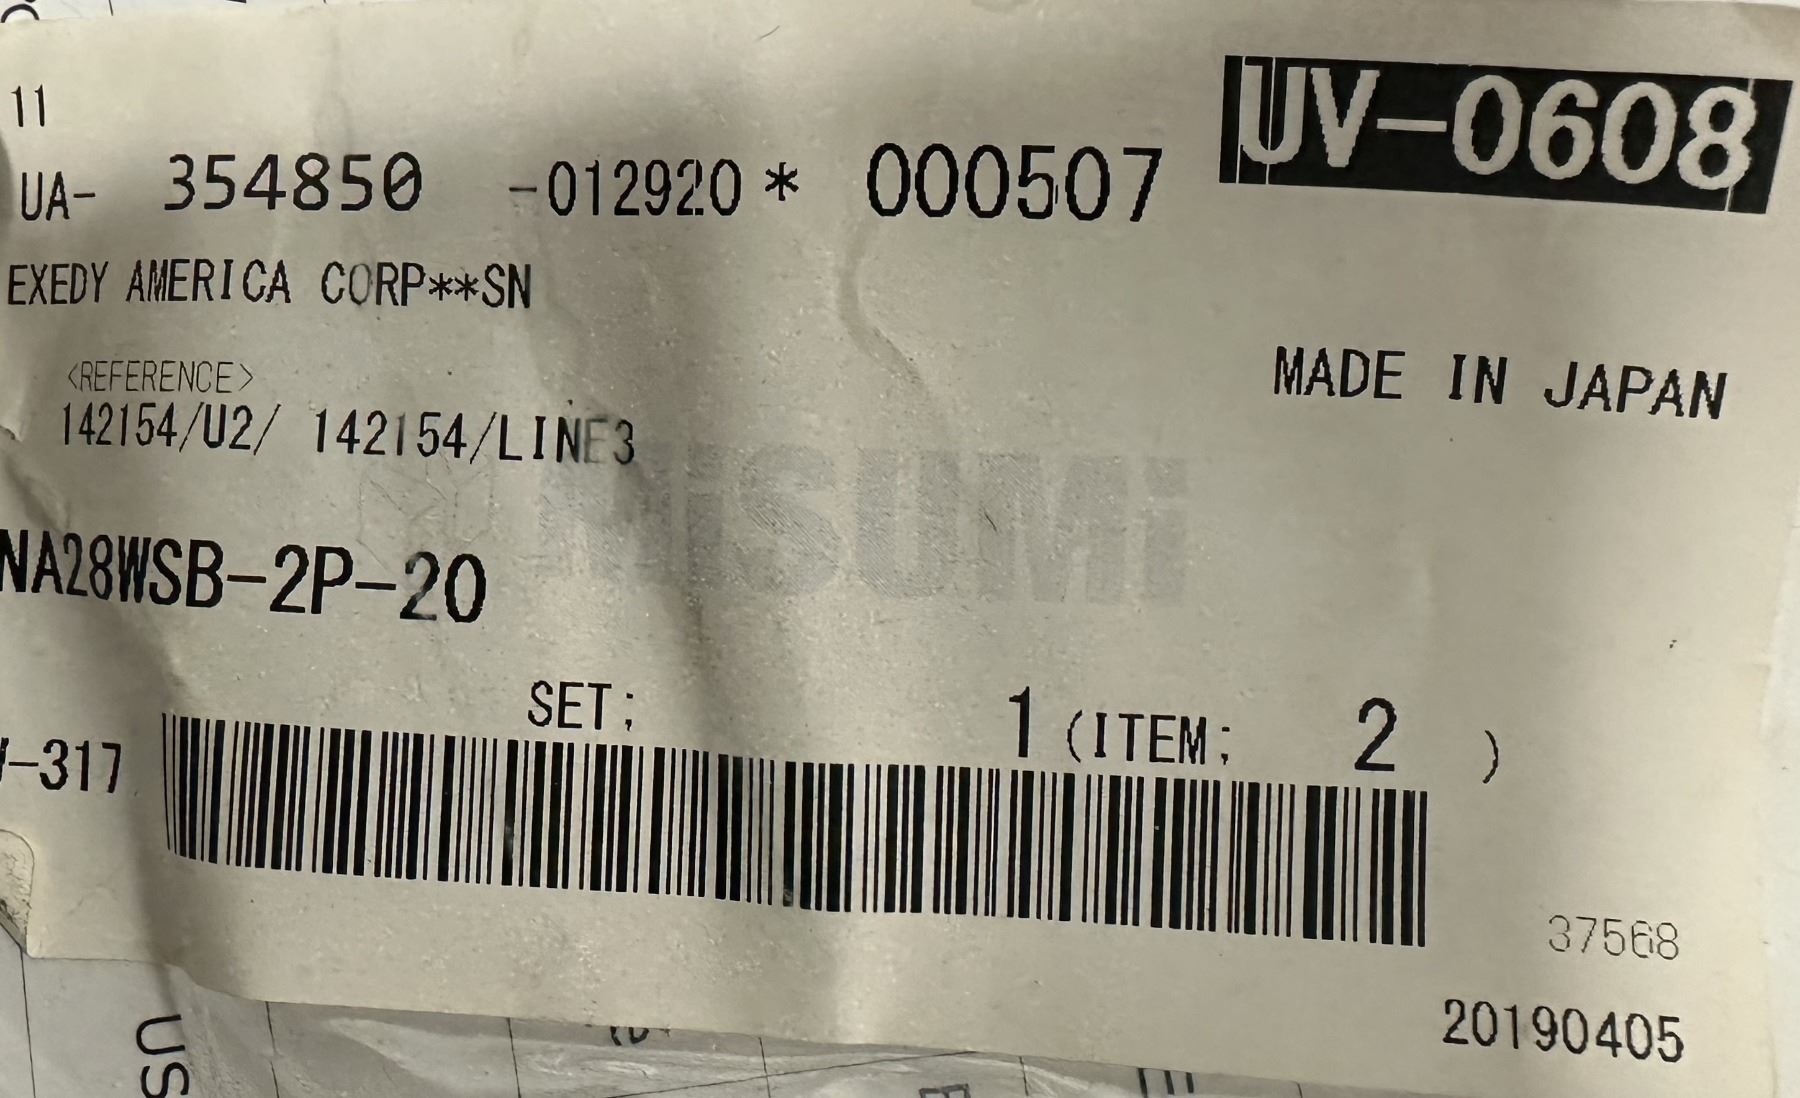 11
UV-0608
UA- 354850 -012920 * 000507
EXEDY AMERICA CORP**SN
MADE IN JAPAN
<REFERENCE>
142154/U2/ 142154/LINE3
MiSUMi
NA28WSB-2P-20
SET; 1 (ITEM; 2 )
-317
37568
20190405
US